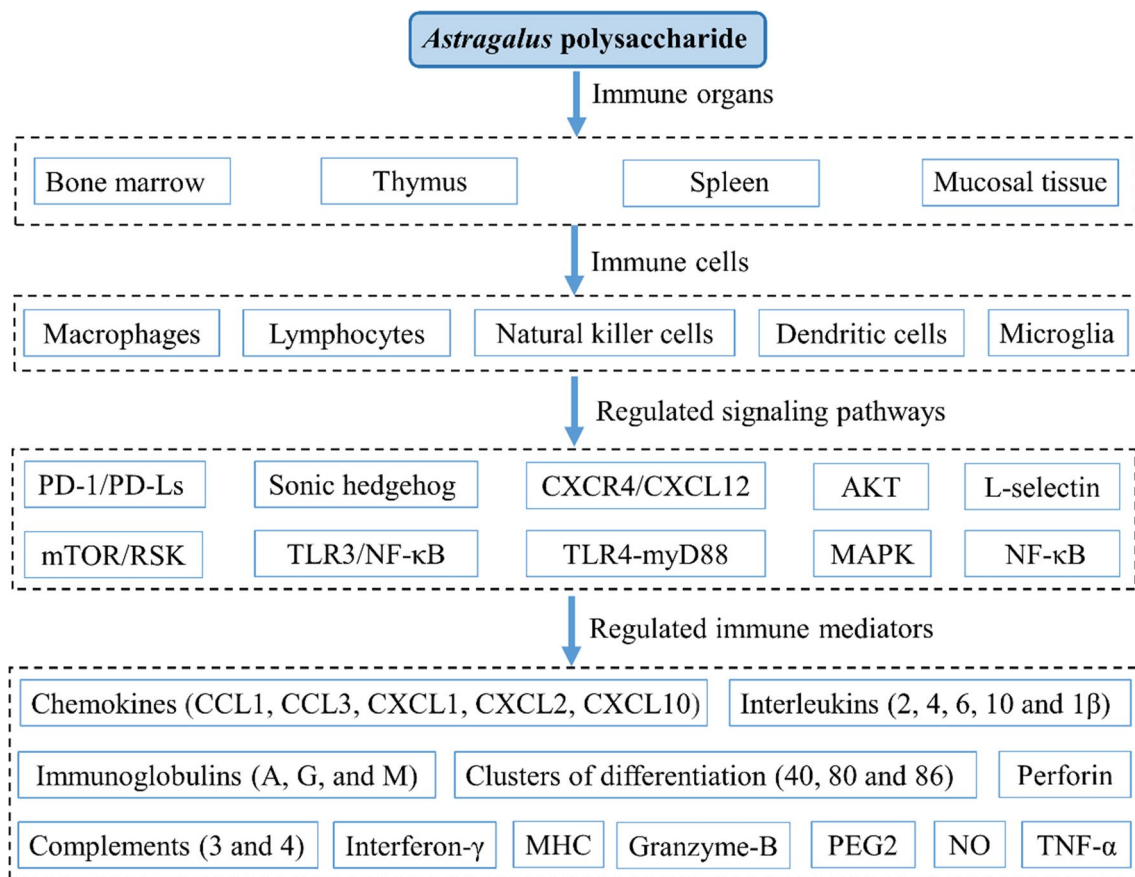 Astragalus polysaccharide
Immune organs
Bone marrow
Thymus
Spleen
Mucosal tissue
Immune cells
Macrophages
Lymphocytes
Natural killer cells
Dendritic cells
Microglia
Regulated signaling pathways
PD-1/PD-Ls
Sonic hedgehog
CXCR4/CXCL12
AKT
L-selectin
mTOR/RSK
TLR3/NF-κB
TLR4-myD88
MAPK
NF-κB
Regulated immune mediators
Chemokines (CCL1, CCL3, CXCL1, CXCL2, CXCL10)
Interleukins (2, 4, 6, 10 and 1β)
Immunoglobulins (A, G, and M)
Clusters of differentiation (40, 80 and 86)
Perforin
Complements (3 and 4)
Interferon-γ
MHC
Granzyme-B
PEG2
NO
TNF-α